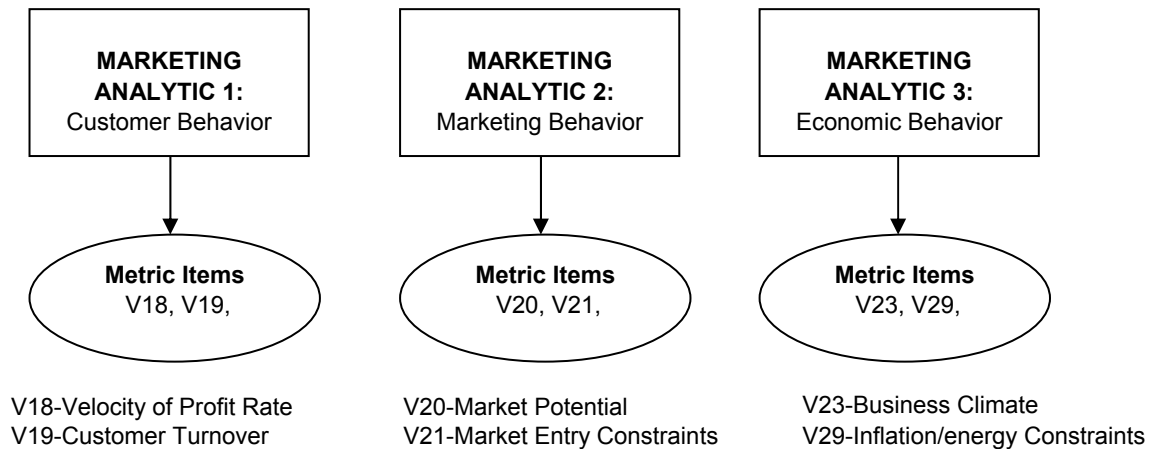 MARKETING
ANALYTIC 1:
Customer Behavior
MARKETING
ANALYTIC 2:
Marketing Behavior
MARKETING
ANALYTIC 3:
Economic Behavior
Metric Items
V18, V19,
Metric Items
V20, V21,
Metric Items
V23, V29,
V18-Velocity of Profit Rate
V19-Customer Turnover
V20-Market Potential
V21-Market Entry Constraints
V23-Business Climate
V29-Inflation/energy Constraints